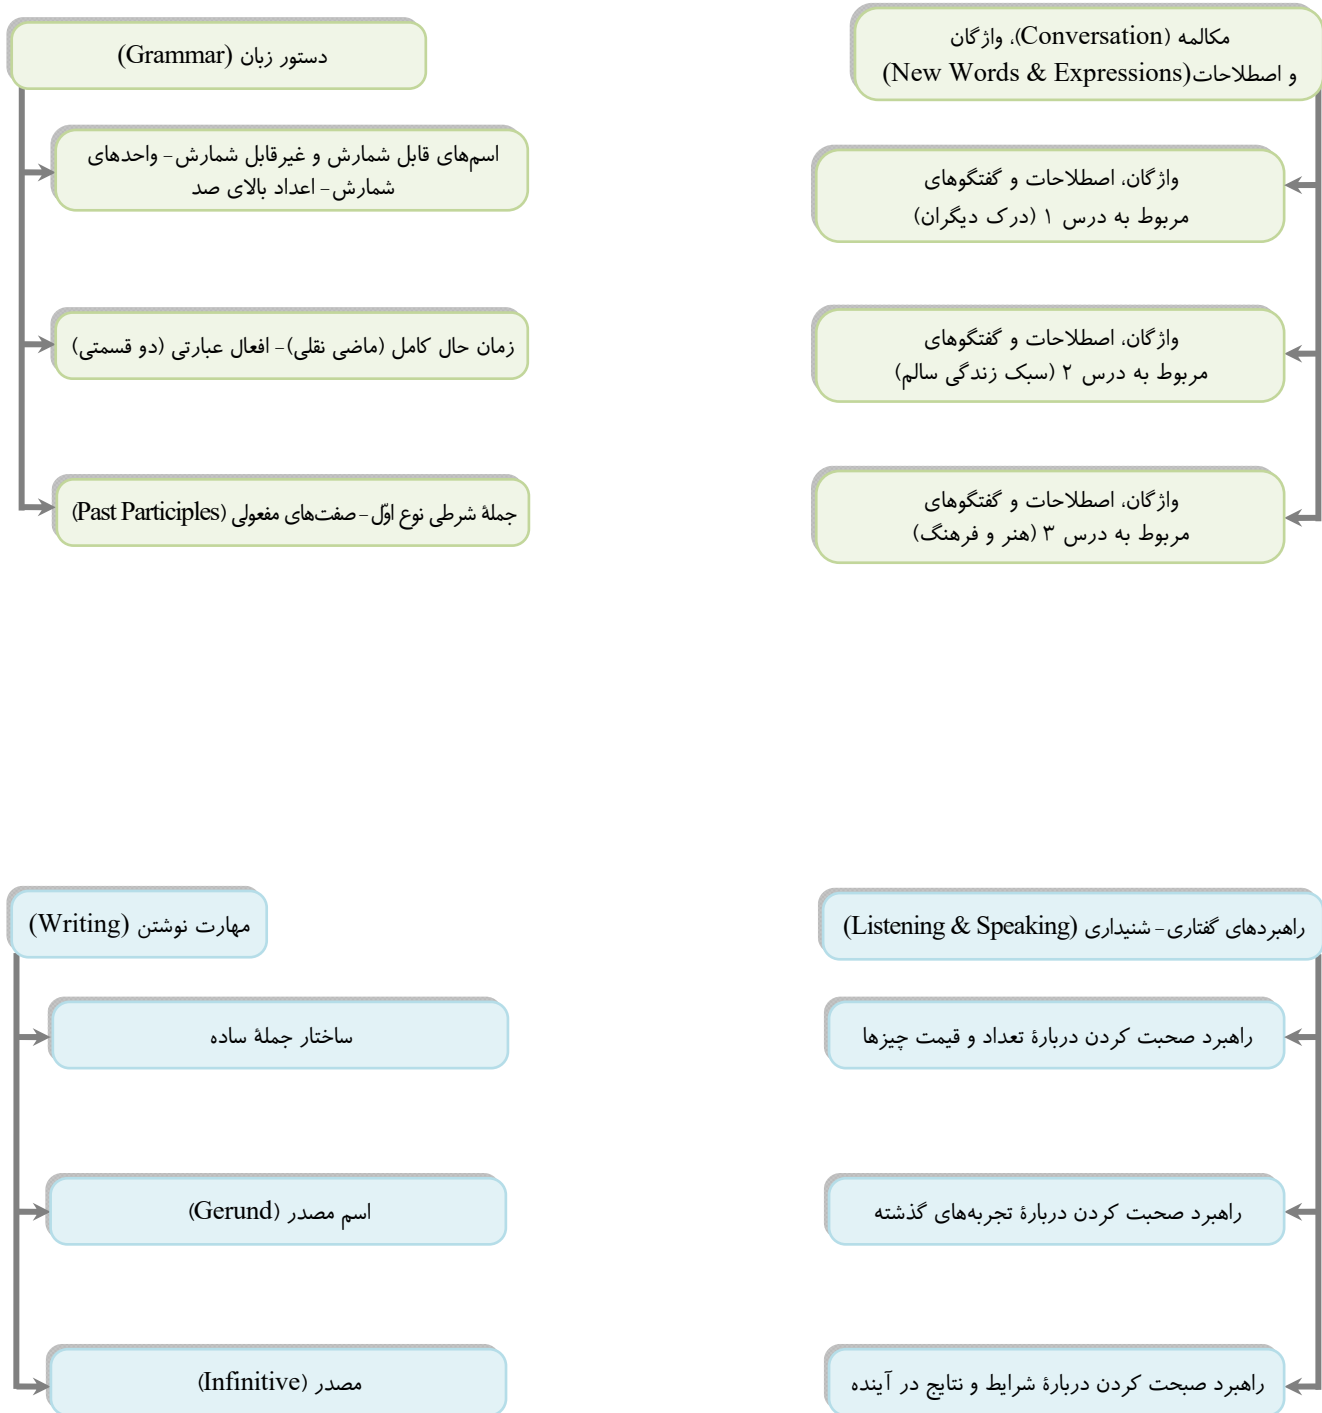 مکالمه (Conversation)، واژگان
و اصطلاحات(New Words & Expressions)
واژگان، اصطلاحات و گفتگوهای
مربوط به درس ۱ (درک دیگران)
واژگان، اصطلاحات و گفتگوهای
مربوط به درس ۲ (سبک زندگی سالم)
واژگان، اصطلاحات و گفتگوهای
مربوط به درس ۳ (هنر و فرهنگ)
دستور زبان (Grammar)
اسم‌های قابل شمارش و غیرقابل شمارش- واحدهای
شمارش- اعداد بالای صد
زمان حال کامل (ماضی نقلی)- افعال عبارتی (دو قسمتی)
جملهٔ شرطی نوع اوّل- صفت‌های مفعولی (Past Participles)
راهبردهای گفتاری- شنیداری (Listening & Speaking)
راهبرد صحبت کردن دربارهٔ تعداد و قیمت چیزها
راهبرد صحبت کردن دربارهٔ تجربه‌های گذشته
راهبرد صبحت کردن دربارهٔ شرایط و نتایج در آینده
مهارت نوشتن (Writing)
ساختار جملهٔ ساده
اسم مصدر (Gerund)
مصدر (Infinitive)